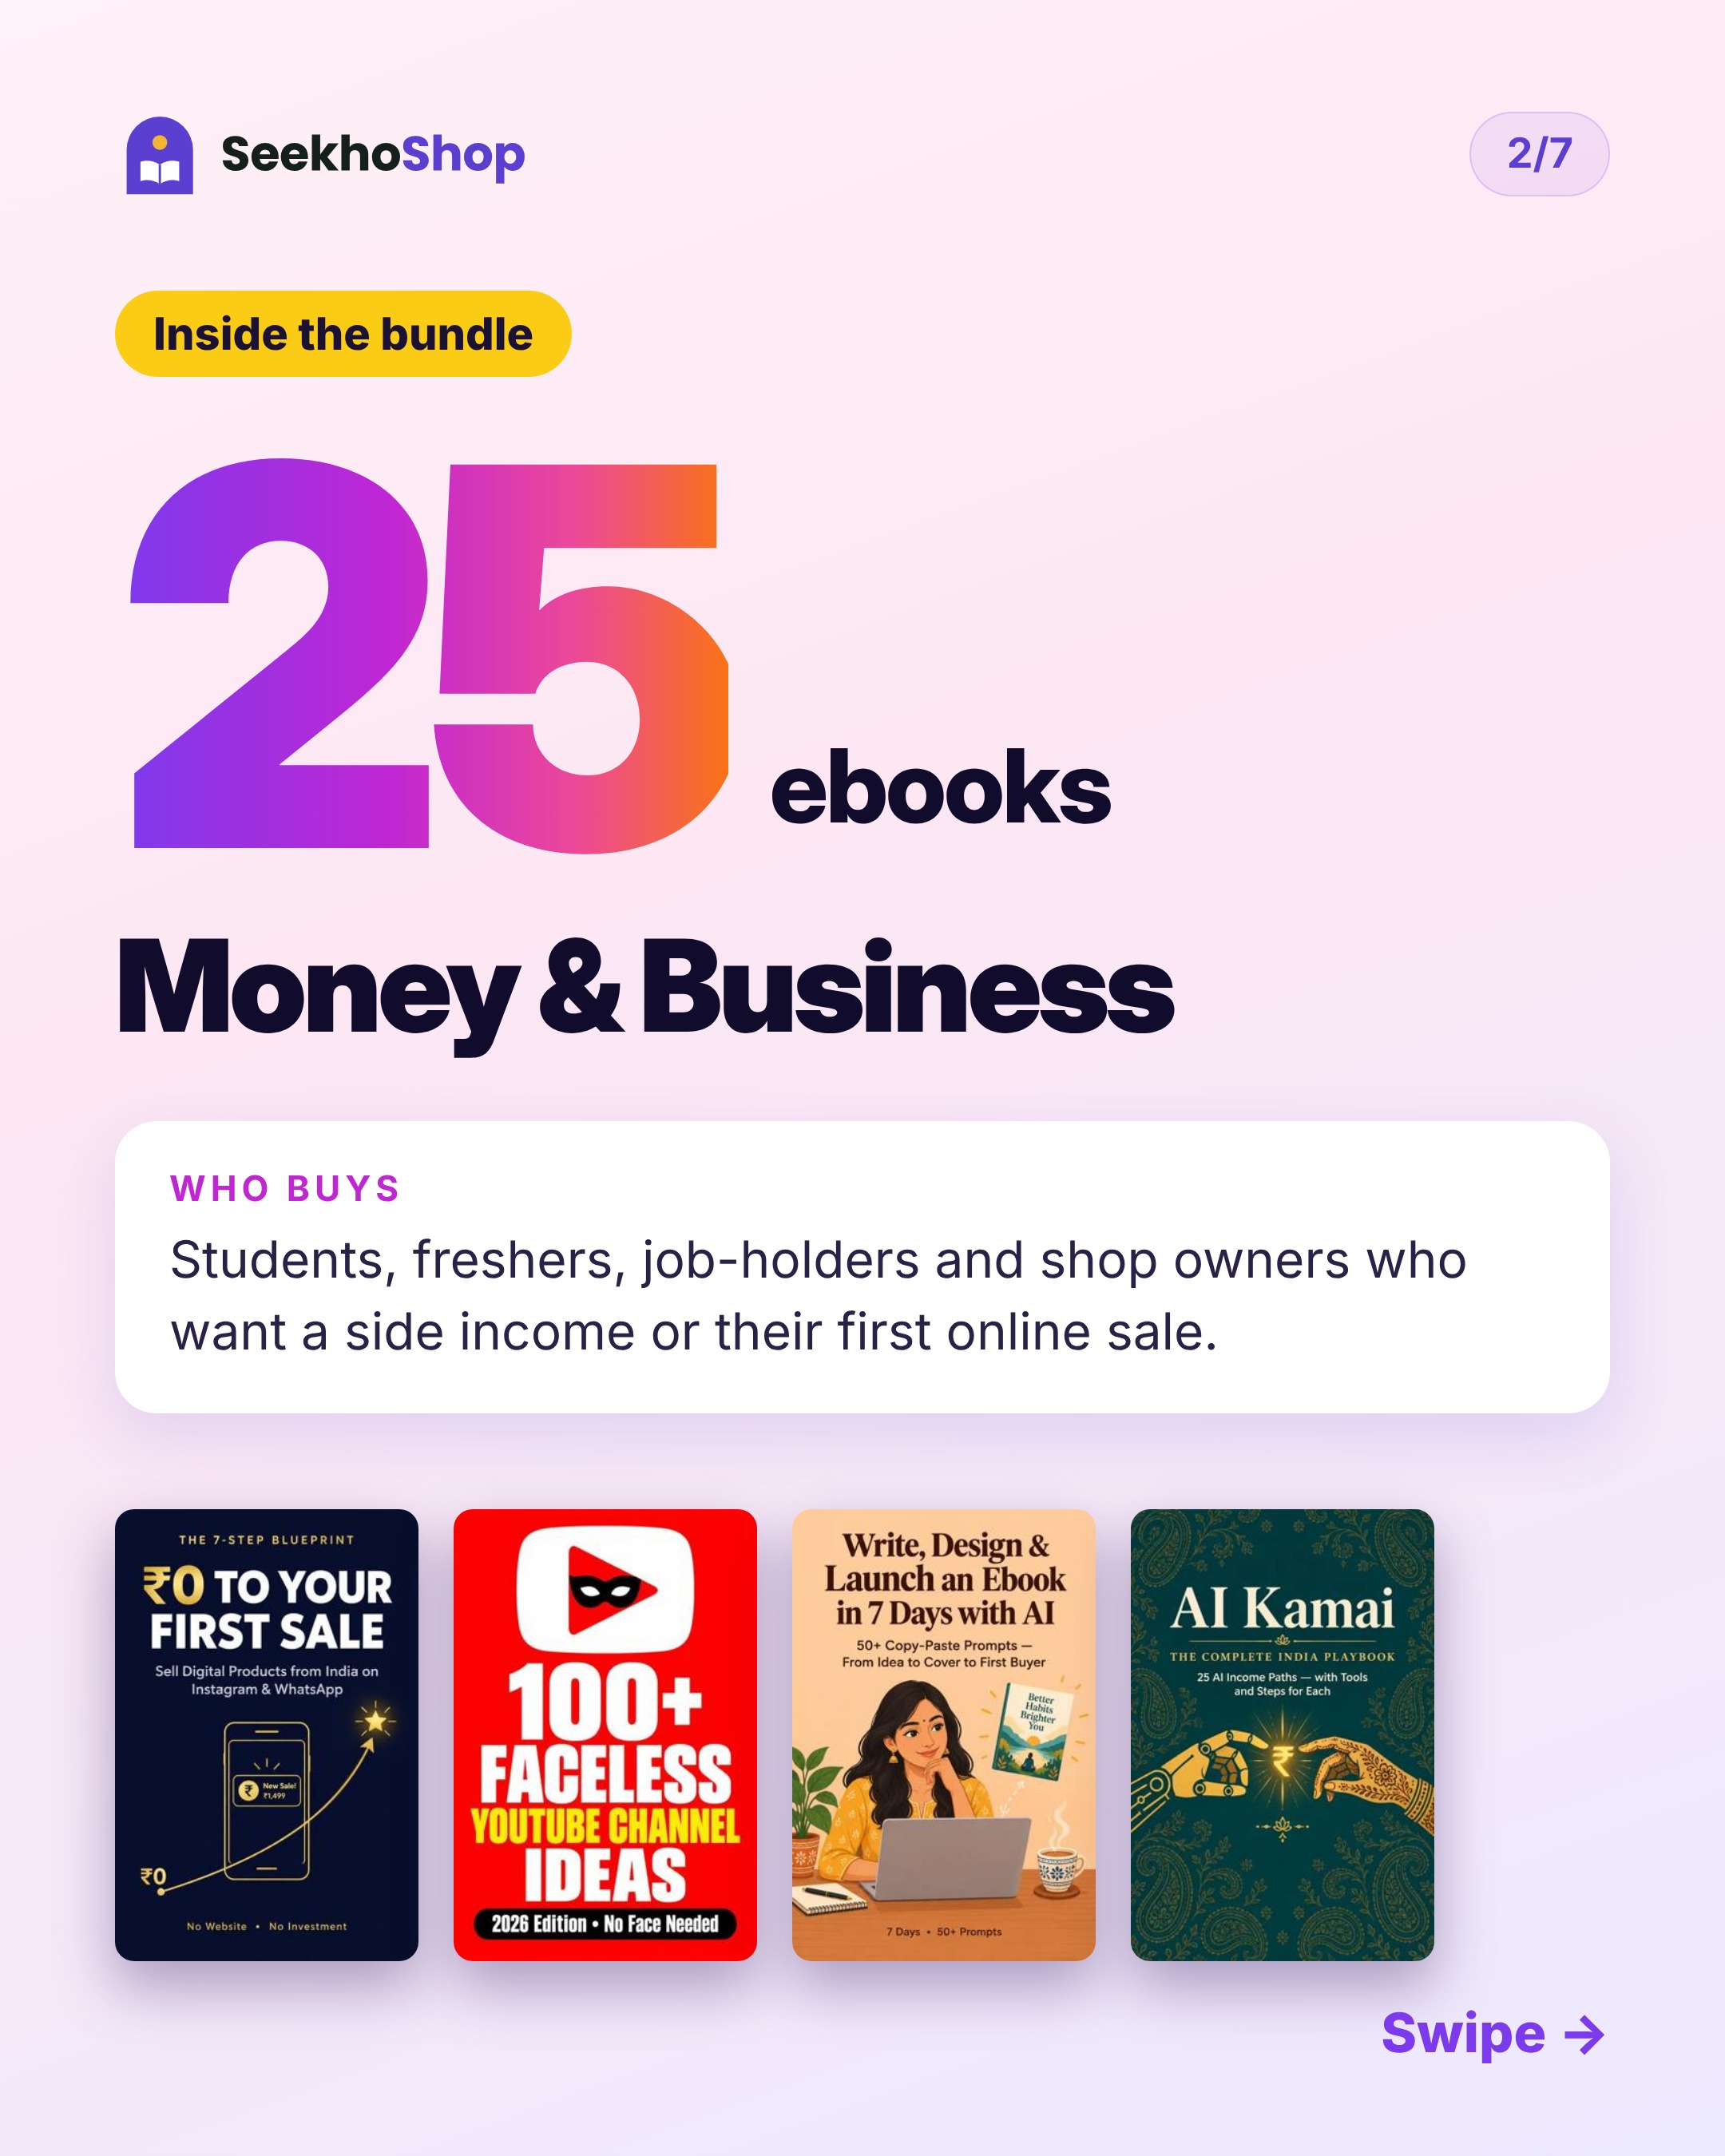 SeekhoShop
2/7
Inside the bundle
25 ebooks
Money & Business
WHO BUYS
Students, freshers, job-holders and shop owners who
want a side income or their first online sale.
THE 7-STEP BLUEPRINT
₹0 TO YOUR
FIRST SALE
Sell Digital Products from India on
Instagram & WhatsApp
New Sale!
₹1,499
₹0
No Website • No Investment
100+
FACELESS
YOUTUBE CHANNEL
IDEAS
2026 Edition • No Face Needed
Write, Design &
Launch an Ebook
in 7 Days with AI
50+ Copy-Paste Prompts —
From Idea to Cover to First Buyer
Better
Habits
Brighter
You
7 Days • 50+ Prompts
AI Kamai
THE COMPLETE INDIA PLAYBOOK
25 AI Income Paths — with Tools
and Steps for Each
₹
Swipe →